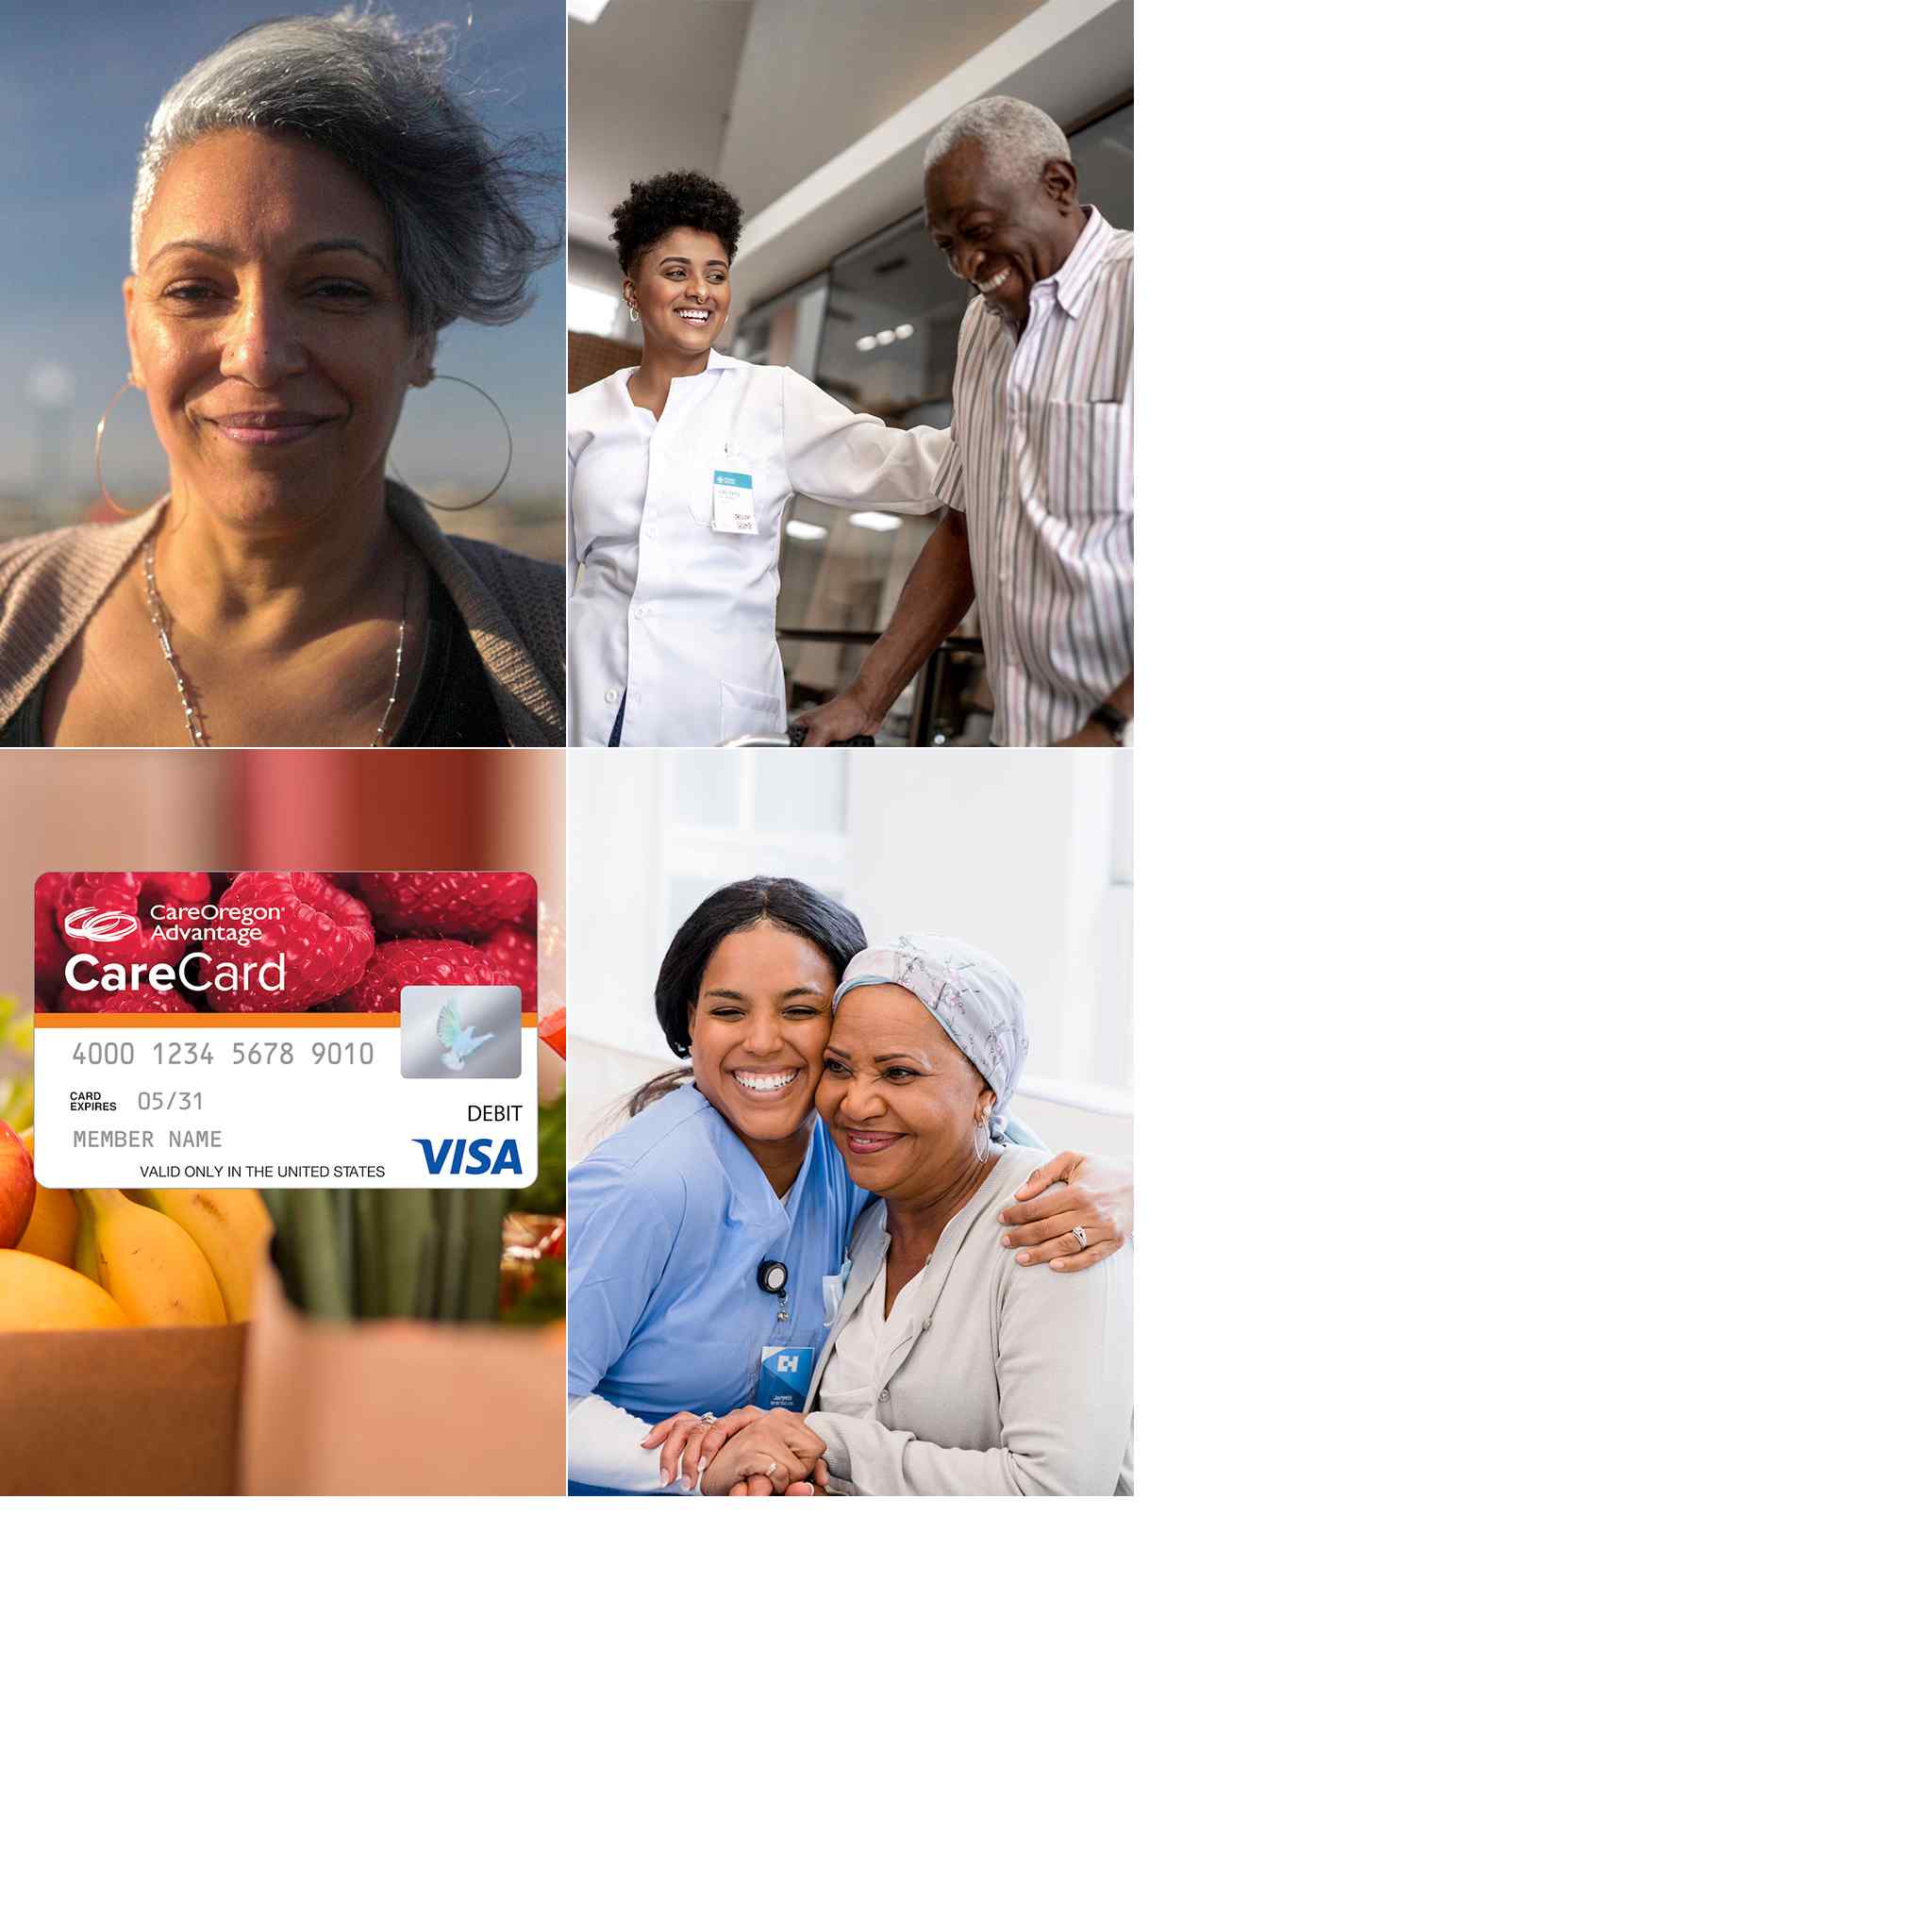 CareOregon®
Advantage
CareCard
4000 1234 5678 9010
CARD
EXPIRES 05/31
DEBIT
MEMBER NAME
VISA
VALID ONLY IN THE UNITED STATES